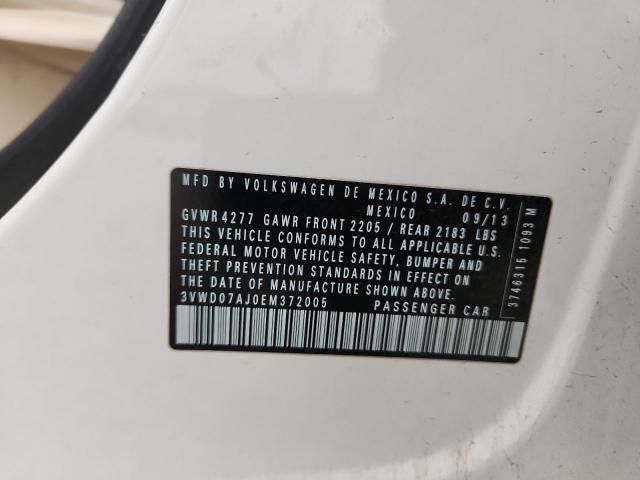 MFD BY VOLKSWAGEN DE MEXICO S.A. DE C.V.
MEXICO 09/13
GVWR 4277 GAWR FRONT 2205 / REAR 2183 LBS
THIS VEHICLE CONFORMS TO ALL APPLICABLE U.S.
FEDERAL MOTOR VEHICLE SAFETY, BUMPER AND
THEFT PREVENTION STANDARDS IN EFFECT ON
THE DATE OF MANUFACTURE SHOWN ABOVE.
3VWD07AJ0EM372005 PASSENGER CAR
3746315 1093 M